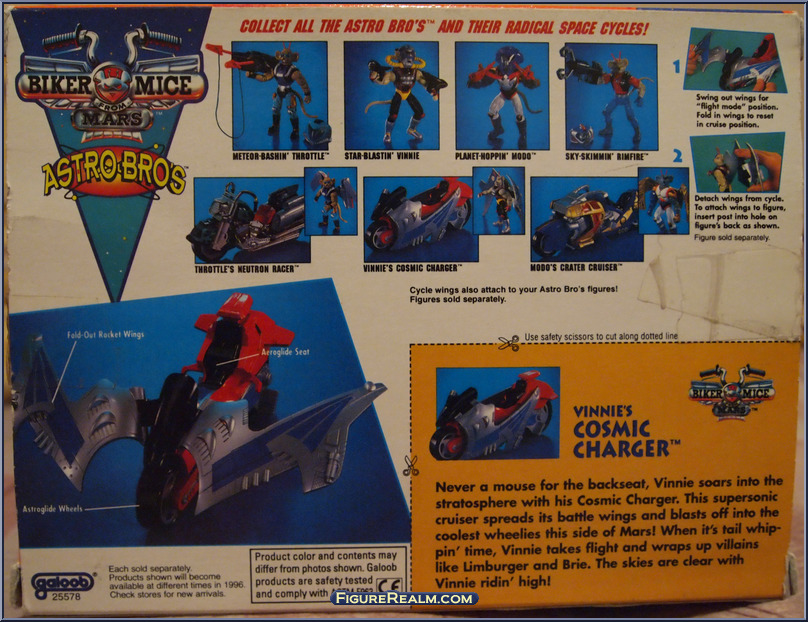 COLLECT ALL THE ASTRO BRO'S™ AND THEIR RADICAL SPACE CYCLES!
BIKER MICE
FROM
MARS™
ASTRO-BRO'S™
METEOR-BASHIN' THROTTLE™
STAR-BLASTIN' VINNIE
PLANET-HOPPIN' MODO™
SKY-SKIMMIN' RIMFIRE™
1
Swing out wings for
"flight mode" position.
Fold in wings to reset
in cruise position.
2
Detach wings from cycle.
To attach wings to figure,
insert post into hole on
figure's back as shown.
Figure sold separately.
THROTTLE'S NEUTRON RACER™
VINNIE'S COSMIC CHARGER™
MODO'S CRATER CRUISER™
Cycle wings also attach to your Astro Bro's figures!
Figures sold separately.
Fold-Out Rocket Wings
Aeroglide Seat
Astroglide Wheels
Use safety scissors to cut along dotted line
BIKER MICE
FROM
MARS™
VINNIE'S
COSMIC
CHARGER™
Never a mouse for the backseat, Vinnie soars into the
stratosphere with his Cosmic Charger. This supersonic
cruiser spreads its battle wings and blasts off into the
coolest wheelies this side of Mars! When it's tail whip-
pin' time, Vinnie takes flight and wraps up villains
like Limburger and Brie. The skies are clear with
Vinnie ridin' high!
galoob
25578
Each sold separately.
Products shown will become
available at different times in 1996.
Check stores for new arrivals.
Product color and contents may
differ from photos shown. Galoob
products are safety tested
and comply with
CE
FIGUREREALM.COM